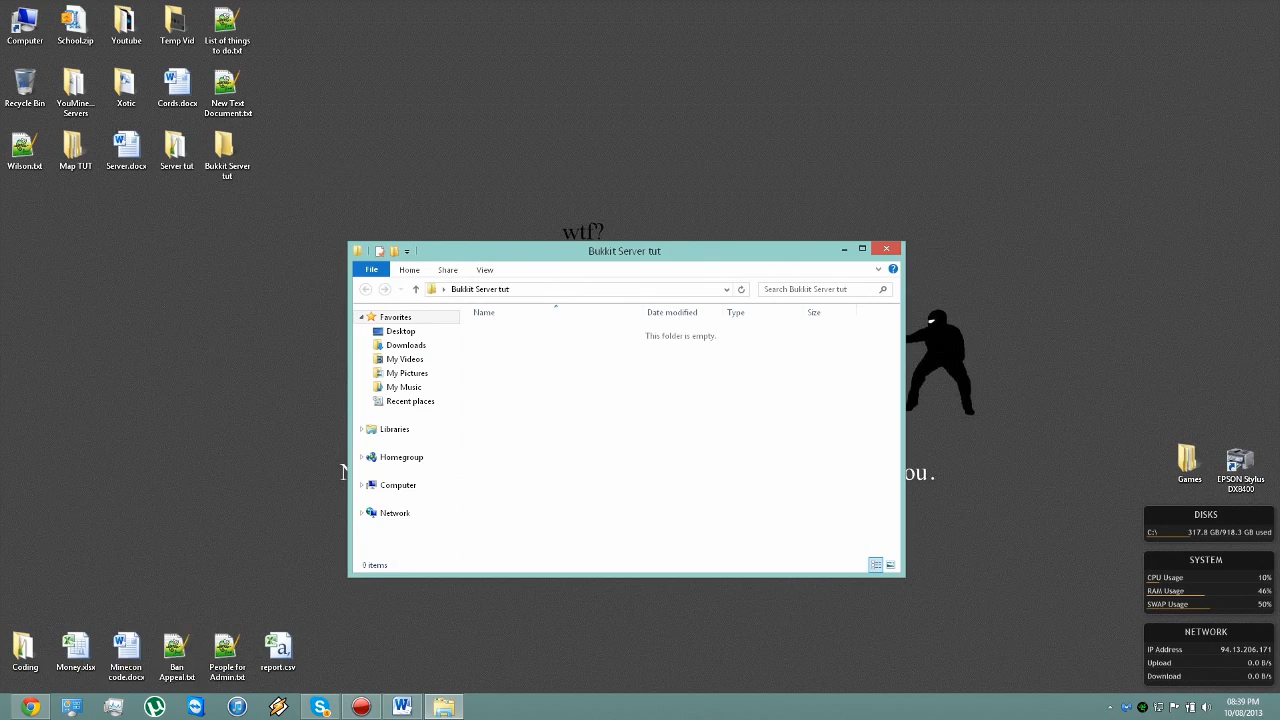 Computer
School.zip
Youtube
Temp Vid
List of things
to do.txt
Recycle Bin
YouMine...
Servers
Xotic
Cords.docx
New Text
Document.txt
Wilson.txt
Map TUT
Server.docx
Server tut
Bukkit Server
tut
wtf?
Bukkit Server tut
File
Home
Share
View
Bukkit Server tut
Search Bukkit Server tut
Name
Date modified
Type
Size
This folder is empty.
Favorites
Desktop
Downloads
My Videos
My Pictures
My Music
Recent places
Libraries
Homegroup
Computer
Network
0 items
ou.
Games
EPSON Stylus
DX8400
DISKS
C:\ 317.8 GB/918.3 GB used
SYSTEM
CPU Usage 10%
RAM Usage 46%
SWAP Usage 50%
NETWORK
IP Address 94.13.206.171
Upload 0.0 B/s
Download 0.0 B/s
Coding
Money.xlsx
Minecon
code.docx
Ban
Appeal.txt
People for
Admin.txt
report.csv
08:39 PM
10/08/2013